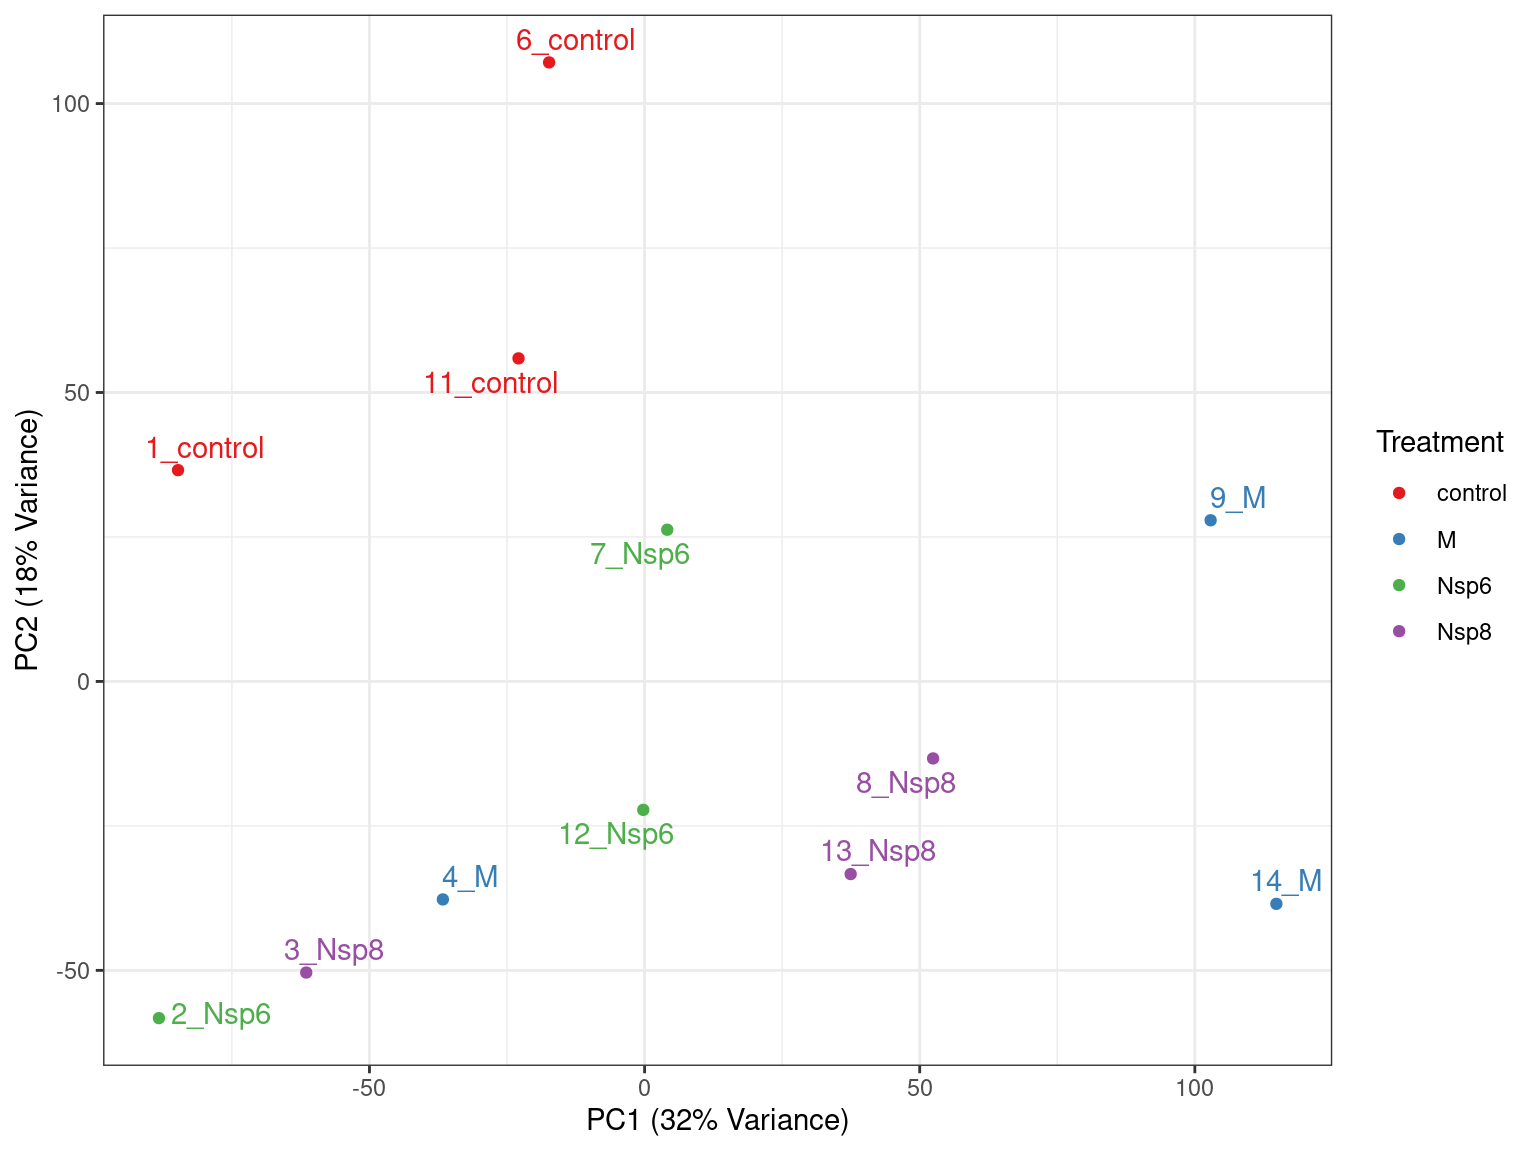 6_control
100
11_control
50
1_control
9_M
7_Nsp6
0
8_Nsp8
12_Nsp6
13_Nsp8
4_M
14_M
3_Nsp8
-50
2_Nsp6
-50
0
50
100
PC1 (32% Variance)
PC2 (18% Variance)
Treatment
control
M
Nsp6
Nsp8